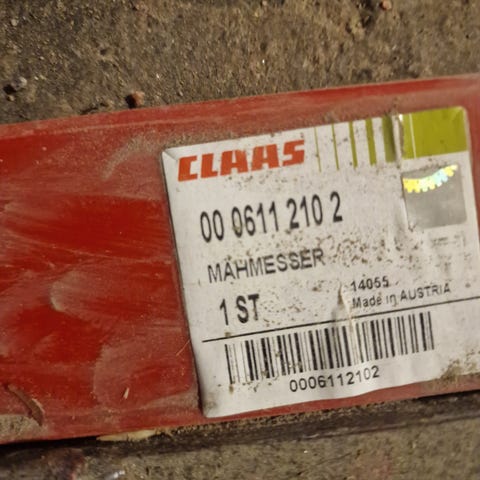 CLAAS
00 0611 210 2
MÄHMESSER
1 ST
14055
Made in AUSTRIA
0006112102